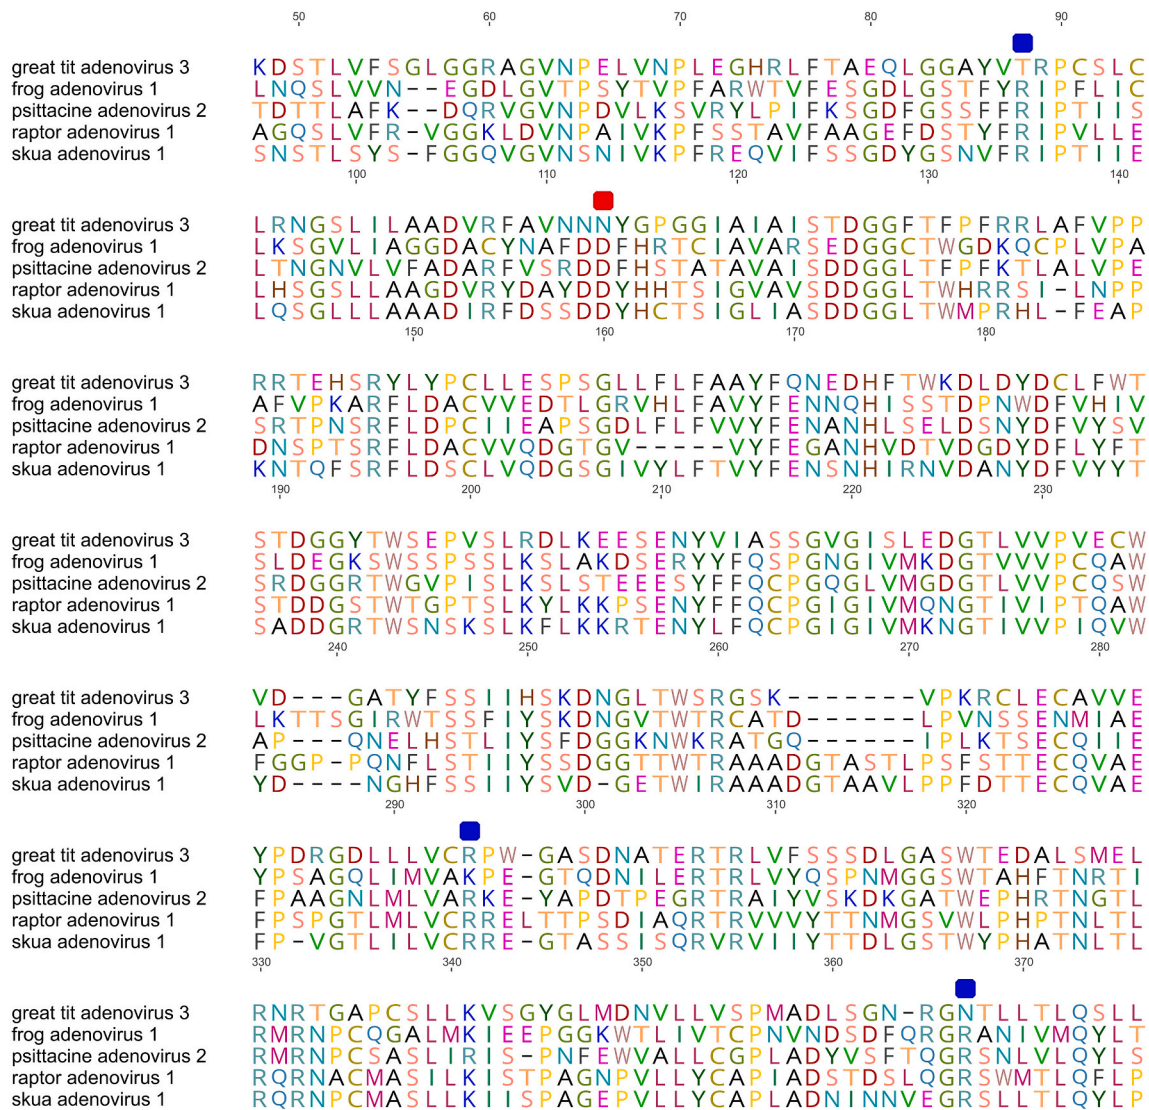 50 60 70 80 90
great tit adenovirus 3 KDSTLVFSGLGGRAGVNPELVNPLEGHRLFTAEQLGGAYVTRPCSLC
frog adenovirus 1 LNQSLVVN--EGDLGVTPSYTVPFARWTVFESGDLGSTFYRIPFLIC
psittacine adenovirus 2 TDTTLAFK--DQRVGVNPDVLKSVRYLPIFKSGDFGSSFFRIPTIIS
raptor adenovirus 1 AGQSLVFR-VGGKLDVNPAIVKPFSSTAVFAAGEFDSTYFRIPVLLE
skua adenovirus 1 SNSTLSYS-FGGQVGVNSNIVKPFREQVIFSSGDYGSNVFRIPTIIE
100 110 120 130 140
great tit adenovirus 3 LRNGSLILAADVRFAVNNNYGPGGIAIAISTDGGFTFPFRRLAFVPP
frog adenovirus 1 LKSGVLIAGGDACYNAFDDFHRTCIAVARSEDGGCTWGDKQCPLVPA
psittacine adenovirus 2 LTNGNVLVFADARFVSRDDFHSTATAVAISDDGGLTFPFKTLALVPE
raptor adenovirus 1 LHSGSLLAAGDVRYDAYDDYHHTSIGVAVSDDGGLTWHRRSI-LNPP
skua adenovirus 1 LQSGLLLAAADIRFDSSDDYHCTSIGLIASDDGGLTWMPRHL-FEAP
150 160 170 180
great tit adenovirus 3 RRTEHSRYLYPCLLESPSGLLFLFAAYFQNEDHFTWKDLDYDCLFWT
frog adenovirus 1 AFVPKARFLDACVVEDTLGRVHLFAVYFENNQHISSTDPNWDFVHIV
psittacine adenovirus 2 SRTPNSRFLDPCIIEAPSGDLFLFVVYFENANHLSELDSNYDFVYSV
raptor adenovirus 1 DNSPTSRFLDACVVQDGTGV-----VYFEGANHVDTVDGDYDFLYFT
skua adenovirus 1 KNTQFSRFLDSCLVQDGSGIVYLFTVYFENSNHIRNVDANYDFVYYT
190 200 210 220 230
great tit adenovirus 3 STDGGYTWSEPVSLRDLKEESENYVIASSGVGISLEDGTLVVPVECW
frog adenovirus 1 SLDEGKSWSSPSSLKSLAKDSERYYFQSPGNGIVMKDGTVVVPCQAW
psittacine adenovirus 2 SRDGGRTWGVPISLKSLSTEEESYFFQCPGQGLVMGDGTLVVPCQSW
raptor adenovirus 1 STDDGSTWTGPTSLKYLKKPSENYFFQCPGIGIVMQNGTIVIPTQAW
skua adenovirus 1 SADDGRTWSNSKSLKFLKKRTENYLFQCPGIGIVMKNGTIVVPIQVW
240 250 260 270 280
great tit adenovirus 3 VD---GATYFSSIIHSKDNGLTWSRGSK-------VPKRCLECAVVE
frog adenovirus 1 LKTTSGIRWTSSFIYSKDNGVTWTRCATD------LPVNSSENMIAE
psittacine adenovirus 2 AP---QNELHSTLIYSFDGGKNWKRATGQ------IPLKTSECQIIE
raptor adenovirus 1 FGGP-PQNFLSTIIYSSDGGTTWTRAAADGTASTLPSFSTTECQVAE
skua adenovirus 1 YD----NGHFSSIIYSVD-GETWIRAAADGTAAVLPPFDTTECQVAE
290 300 310 320
great tit adenovirus 3 YPDRGDLLLVCRPW-GASDNATERTRLVFSSSDLGASWTEDALSMEL
frog adenovirus 1 YPSAGQLIMVAKPE-GTQDNILERTRLVYQSPNMGGSWTAHFTNRTI
psittacine adenovirus 2 FPAAGNLMLVARKE-YAPDTPEGRTRAIYVSKDKGATWEPHRTNGTL
raptor adenovirus 1 FPSPGTLMLVCRRELTTPSDIAQRTRVVVYTTNMGSVWLPHPTNLTL
skua adenovirus 1 FP-VGTLILVCRRE-GTASSISQRVRVIIYTTDLGSTWYPHATNLTL
330 340 350 360 370
great tit adenovirus 3 RNRTGAPCSLLKVSGYGLMDNVLLVSPMADLSGN-RGNTLLTLQSLL
frog adenovirus 1 RMRNPCQGALMKIEEPGGKWTLIVTCPNVNDSDFQRGRANIVMQYLT
psittacine adenovirus 2 RMRNPCSASLIRIS-PNFEWVALLCGPLADYVSFTQGRSNLVLQYLS
raptor adenovirus 1 RQRNACMASILKISTPAGNPVLLYCAPIADSTDSLQGRSWMTLQFLP
skua adenovirus 1 RQRNPCMASLLKIISPAGEPVLLYCAPLADNINNVEGRSLLTLQYLP